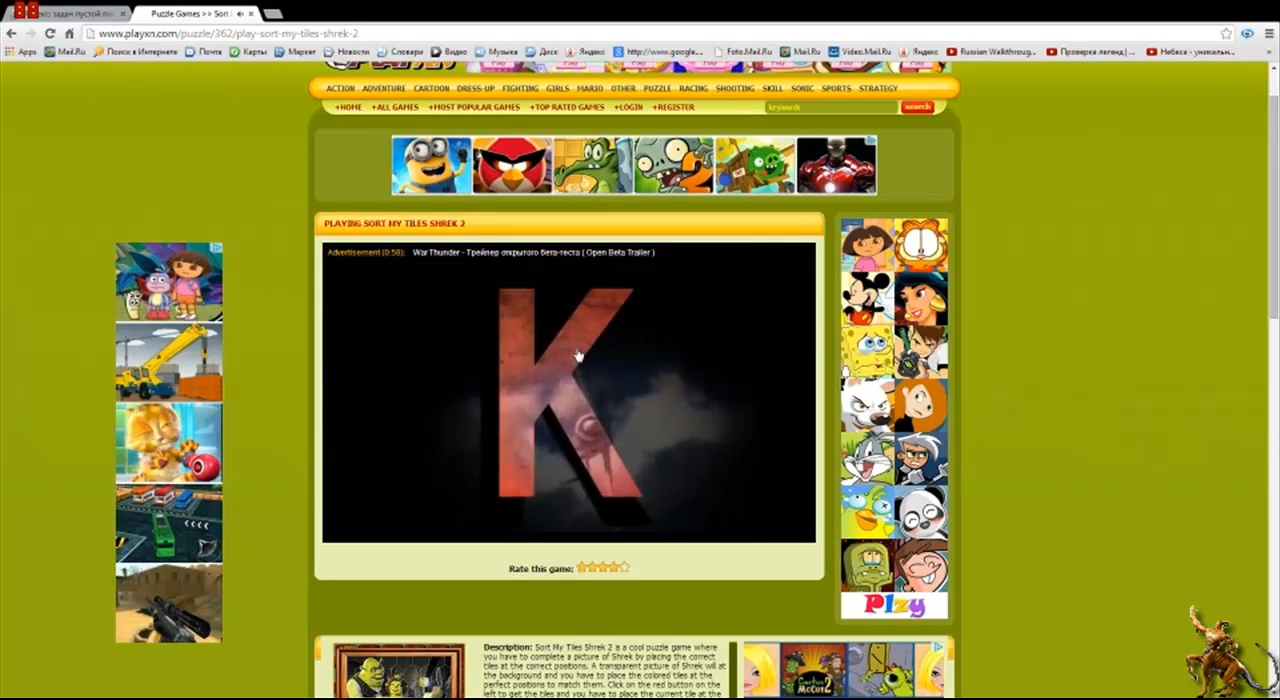 Puzzle Games >> Sort
www.playxn.com/puzzle/362/play-sort-my-tiles-shrek-2
Apps Mail.Ru Поиск в Интернете Почта Карты Маркет Новости Словари Видео Музыка Диск Яндекс http://www.google... Foto.Mail.Ru Mail.Ru Video.Mail.Ru Яндекс Russian Walkthroug... Проверка легенд |... Небеса - уникальн...
ACTION ADVENTURE CARTOON DRESS-UP FIGHTING GIRLS MARIO OTHER PUZZLE RACING SHOOTING SKILL SONIC SPORTS STRATEGY
+HOME +ALL GAMES +MOST POPULAR GAMES +TOP RATED GAMES +LOGIN +REGISTER keywords search
PLAYING SORT MY TILES SHREK 2
Advertisement (0:58): War Thunder - Трейлер открытого бета-теста ( Open Beta Trailer )
K
Rate this game:
Plzy
Description: Sort My Tiles Shrek 2 is a cool puzzle game where
you have to complete a picture of Shrek by placing the correct
tiles at the correct positions. A transparent picture of Shrek will at
the background and you have to place the colored tiles at the
perfect positions to match them. Click on the red button on the
left to get the tiles and you have to place the current tile at the